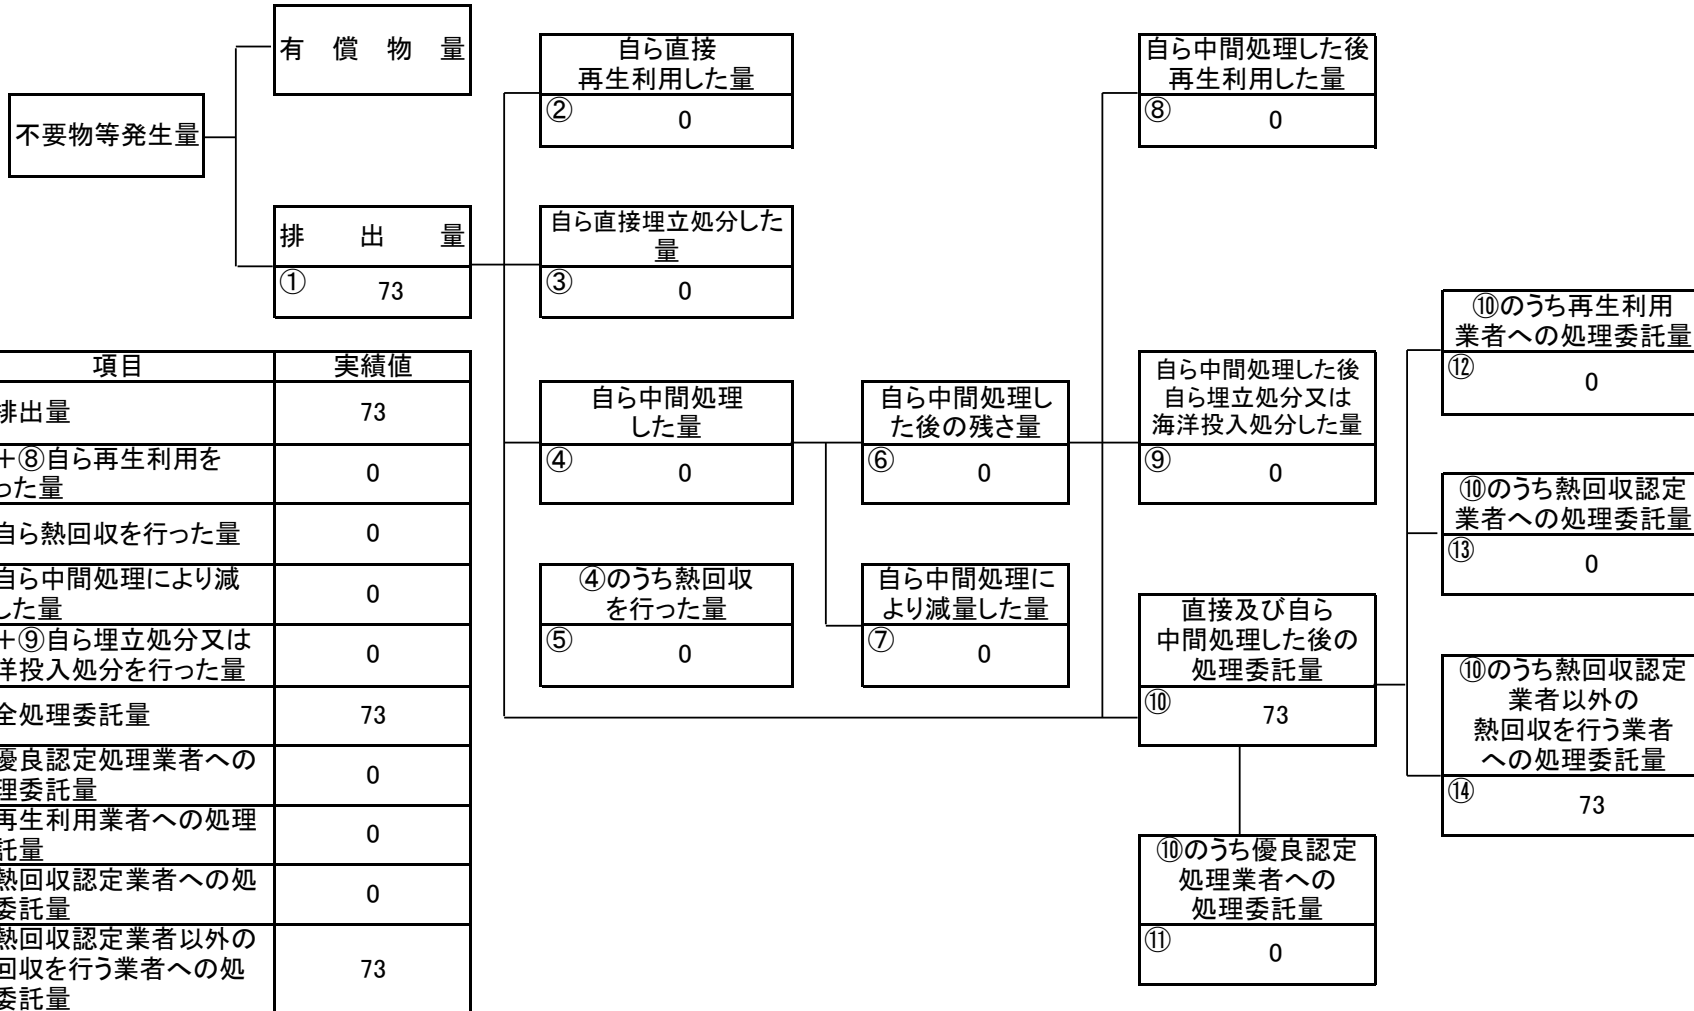 不要物等発生量
有　償　物　量
排　出　量
① 73
自ら直接
再生利用した量
② 0
自ら直接埋立処分した
量
③ 0
自ら中間処理
した量
④ 0
④のうち熱回収
を行った量
⑤ 0
自ら中間処理し
た後の残さ量
⑥ 0
自ら中間処理に
より減量した量
⑦ 0
自ら中間処理した後
再生利用した量
⑧ 0
自ら中間処理した後
自ら埋立処分又は
海洋投入処分した量
⑨ 0
直接及び自ら
中間処理した後の
処理委託量
⑩ 73
⑩のうち優良認定
処理業者への
処理委託量
⑪ 0
⑩のうち再生利用
業者への処理委託量
⑫ 0
⑩のうち熱回収認定
業者への処理委託量
⑬ 0
⑩のうち熱回収認定
業者以外の
熱回収を行う業者
への処理委託量
⑭ 73
項目 実績値
排出量 73
＋⑧自ら再生利用を
った量 0
自ら熱回収を行った量 0
自ら中間処理により減
した量 0
＋⑨自ら埋立処分又は
洋投入処分を行った量 0
全処理委託量 73
優良認定処理業者への
理委託量 0
再生利用業者への処理
託量 0
熱回収認定業者への処
委託量 0
熱回収認定業者以外の
回収を行う業者への処
委託量 73